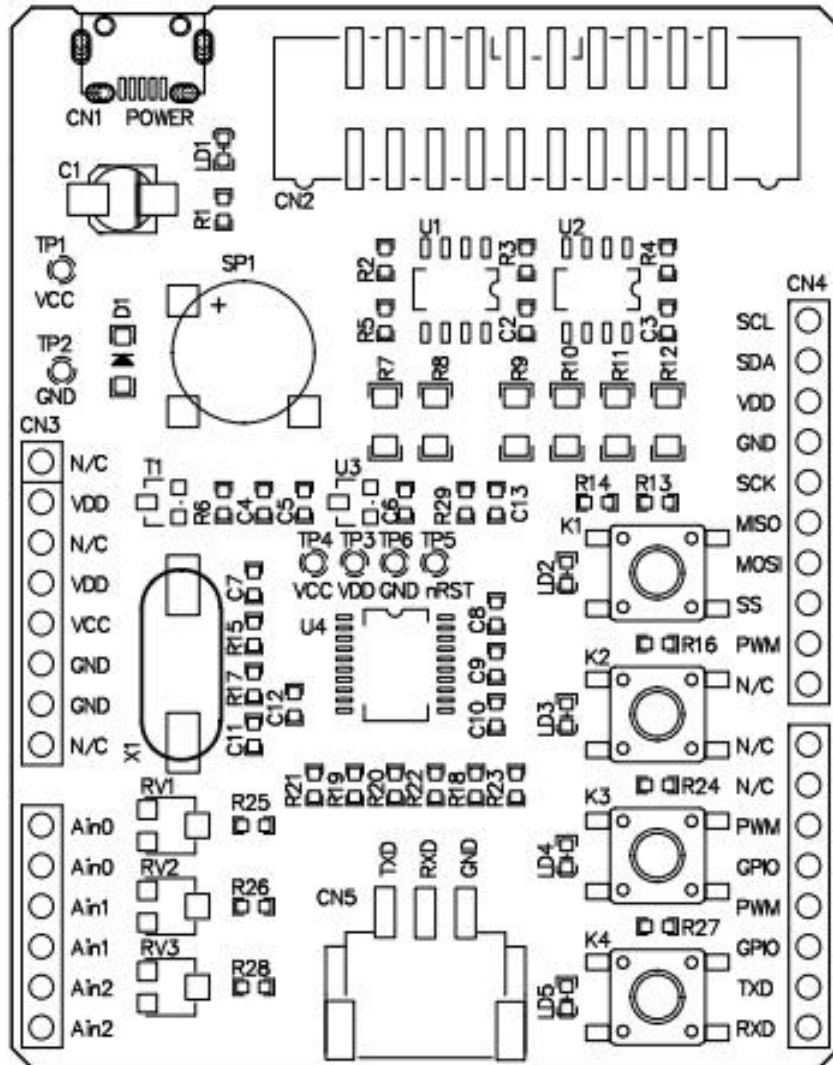 CN1 POWER
LD1
C1
R1
CN2
TP1
VCC
SP1
+
U1
U2
R2
R3
R4
CN4
D1
R5
C2
C3
TP2
GND
R7
R8
R9
R10
R11
R12
SCL
SDA
VDD
GND
SCK
MISO
MOSI
SS
PWM
N/C
CN3
N/C
VDD
N/C
VDD
VCC
GND
GND
N/C
T1
R6
C4
C5
U3
C6
R29
C13
R14
R13
K1
TP4
TP3
TP6
TP5
VCC
VDD
GND
nRST
LD2
C7
R15
R17
C11
C12
U4
C8
C9
C10
X1
R16
K2
LD3
N/C
N/C
PWM
GPIO
PWM
GPIO
TXD
RXD
R21
R19
R20
R22
R18
R23
R24
RV1
R25
K3
LD4
Ain0
Ain0
Ain1
Ain1
Ain2
Ain2
RV2
R26
RV3
R28
TXD
RXD
GND
CN5
R27
K4
LD5